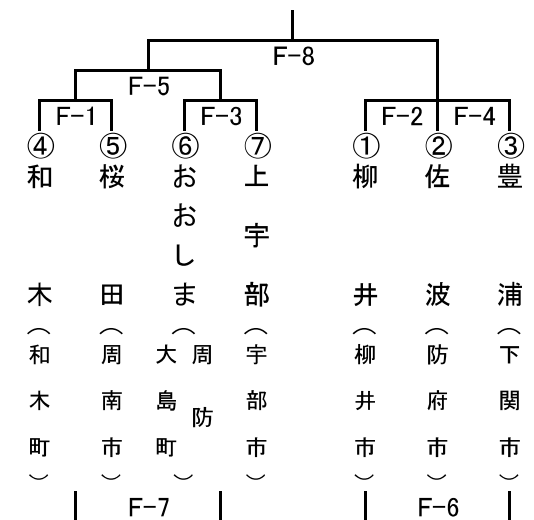 F-8
F-5
F-1
F-3
F-2
F-4
④和木(和木町)
⑤桜田(周南市)
⑥おおしま(周防大島町)
⑦上宇部(宇部市)
①柳井(柳井市)
②佐波(防府市)
③豊浦(下関市)
F-7
F-6